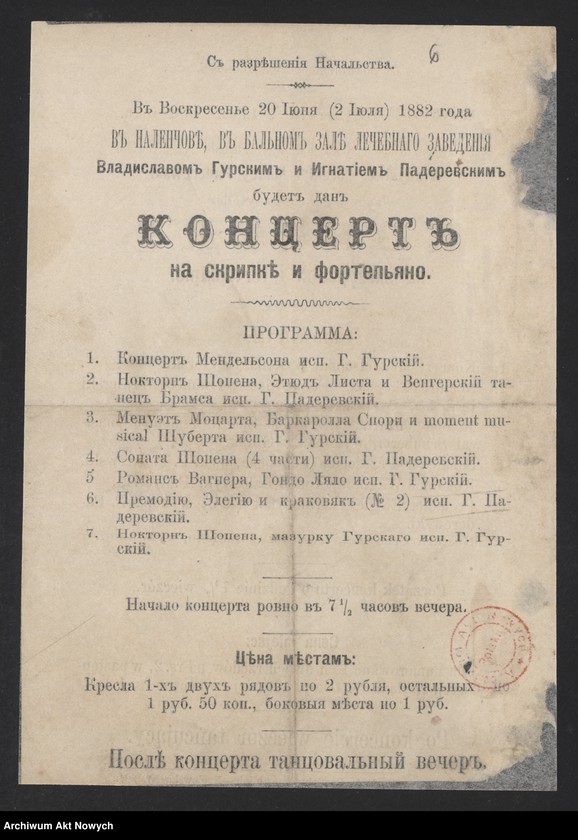 6
Съ разрѣшенія Начальства.
Въ Воскресенье 20 Іюня (2 Іюля) 1882 года
ВЪ НАЛЕНЧОВѢ, ВЪ БАЛЬНОМЪ ЗАЛѢ ЛЕЧЕБНАГО ЗАВЕДЕНІЯ
Владиславомъ Гурскимъ и Игнатіемъ Падеревскимъ
будетъ данъ
КОНЦЕРТЪ
на скрипкѣ и фортепьяно.
ПРОГРАММА:
1. Концертъ Мендельсона исп. Г. Гурскій.
2. Ноктюрнъ Шопена, Этюдъ Листа и Венгерскій та-
нецъ Брамса исп. Г. Падеревскій.
3. Менуэтъ Моцарта, Баркаролла Спори и moment mu-
sical Шуберта исп. Г. Гурскій.
4. Соната Шопена (4 части) исп. Г. Падеревскій.
5 Романсъ Вагнера, Гондо Ляло исп. Г. Гурскій.
6. Премодію, Элегію и краковякъ (№ 2) исп. Г. Па-
деревскій.
7. Ноктюрнъ Шопена, мазурку Гурскаго исп. Г. Гур-
скій.
Начало концерта ровно въ 7 1/2 часовъ вечера.
Цѣна мѣстамъ:
Кресла 1-хъ двухъ рядовъ по 2 рубля, остальныхъ по
1 руб. 50 коп., боковыя мѣста по 1 руб.
Послѣ концерта танцовальный вечеръ.
Archiwum Akt Nowych